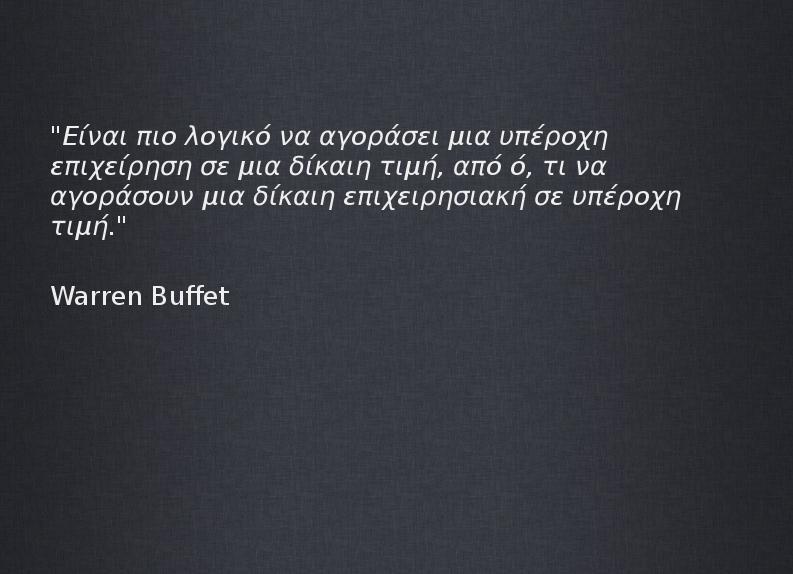 "Είναι πιο λογικό να αγοράσει μια υπέροχη
επιχείρηση σε μια δίκαιη τιμή, από ό, τι να
αγοράσουν μια δίκαιη επιχειρησιακή σε υπέροχη
τιμή."
Warren Buffet